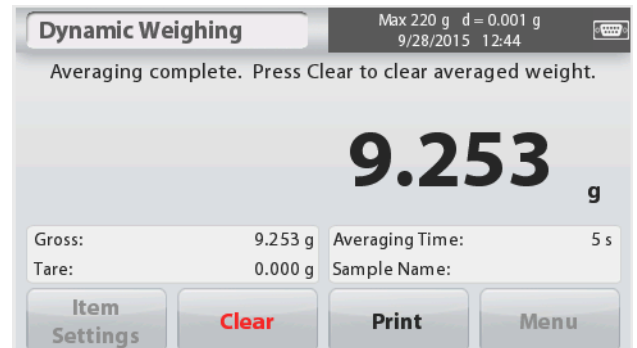 Dynamic Weighing
Max 220 g d = 0.001 g
9/28/2015 12:44
Averaging complete. Press Clear to clear averaged weight.
9.253 g
Gross: 9.253 g
Tare: 0.000 g
Averaging Time: 5 s
Sample Name:
Item
Settings
Clear
Print
Menu